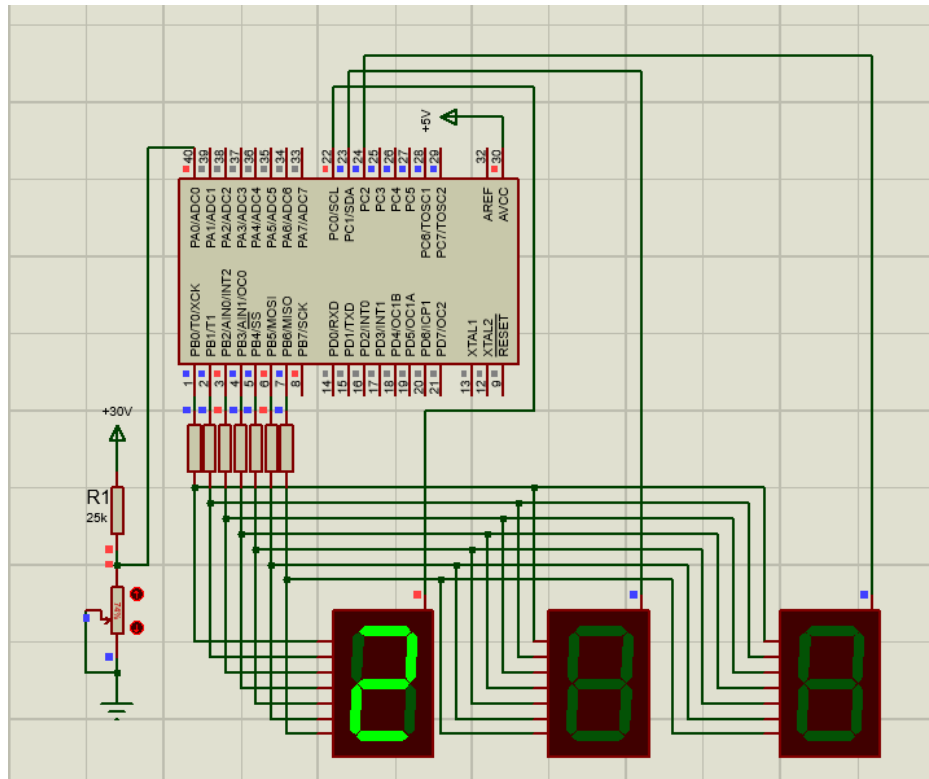 +5V
40
39
38
37
36
35
34
33
22
23
24
25
26
27
28
29
32
30
PA0/ADC0
PA1/ADC1
PA2/ADC2
PA3/ADC3
PA4/ADC4
PA5/ADC5
PA6/ADC6
PA7/ADC7
PC0/SCL
PC1/SDA
PC2
PC3
PC4
PC5
PC6/TOSC1
PC7/TOSC2
AREF
AVCC
PB0/T0/XCK
PB1/T1
PB2/AIN0/INT2
PB3/AIN1/OC0
PB4/SS
PB5/MOSI
PB6/MISO
PB7/SCK
PD0/RXD
PD1/TXD
PD2/INT0
PD3/INT1
PD4/OC1B
PD5/OC1A
PD6/ICP1
PD7/OC2
XTAL1
XTAL2
RESET
1
2
3
4
5
6
7
8
14
15
16
17
18
19
20
21
13
12
9
+30V
R1
25k
74%
2
8
8